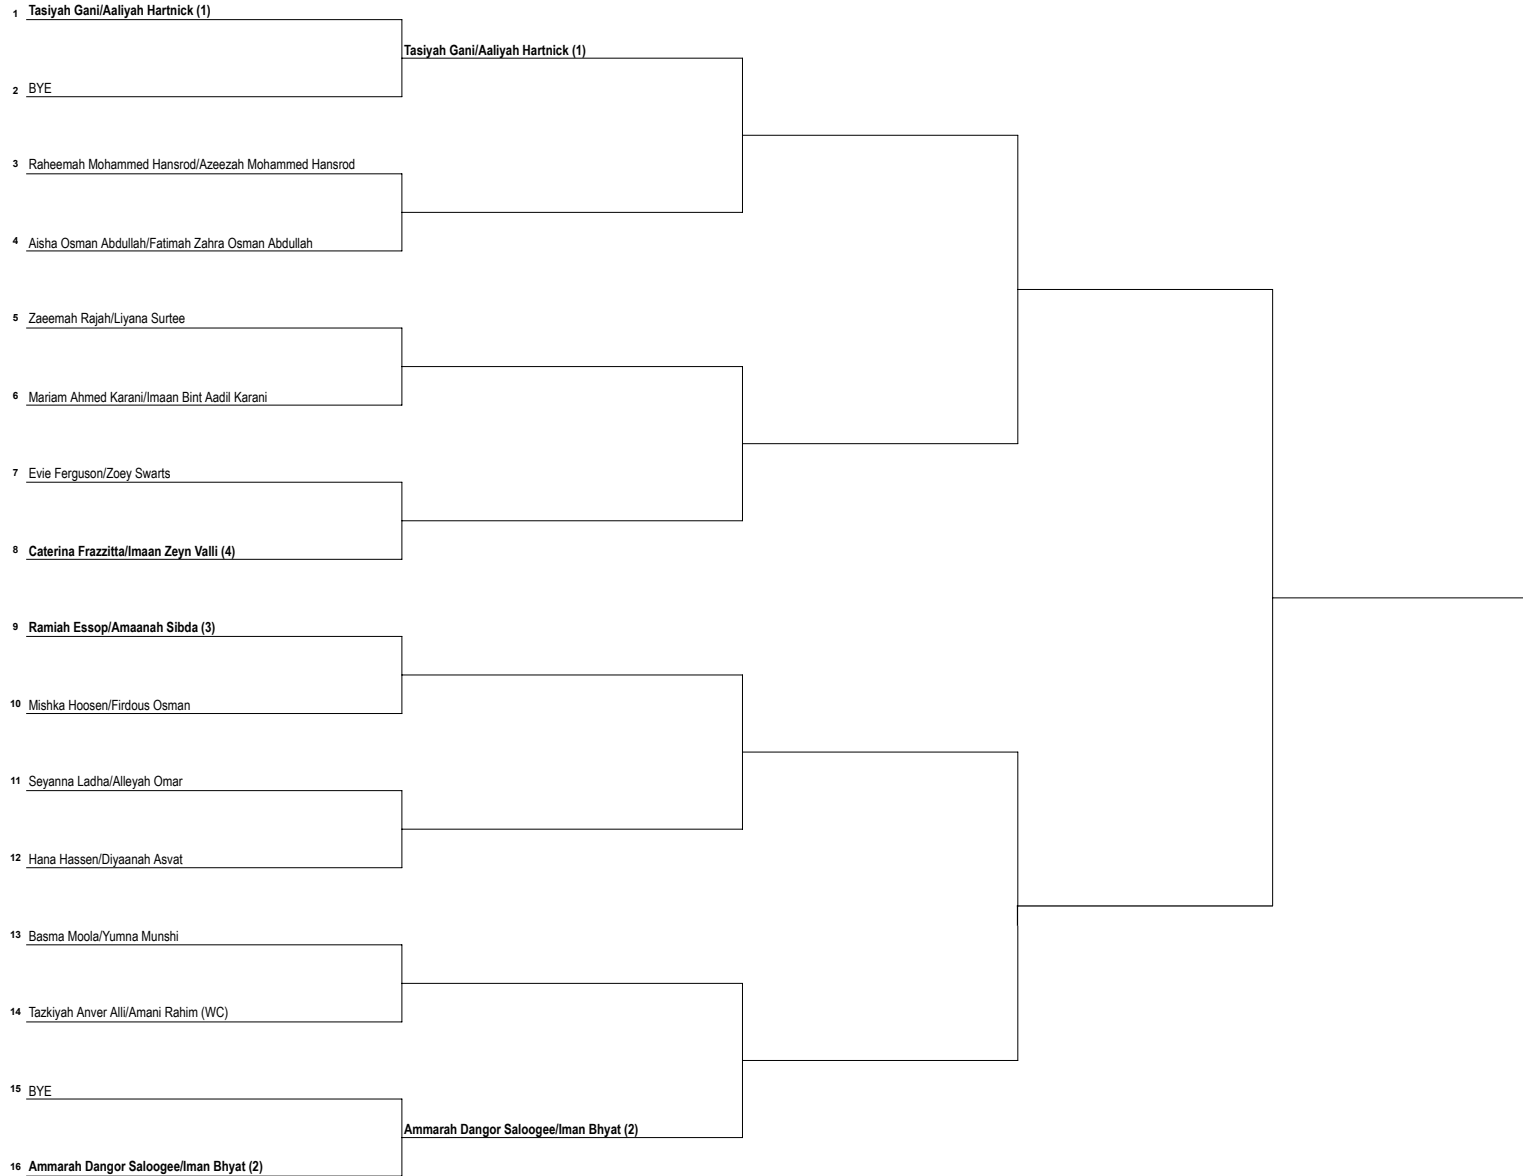 1 Tasiyah Gani/Aaliyah Hartnick (1)
Tasiyah Gani/Aaliyah Hartnick (1)
2 BYE
3 Raheemah Mohammed Hansrod/Azeezah Mohammed Hansrod
4 Aisha Osman Abdullah/Fatimah Zahra Osman Abdullah
5 Zaeemah Rajah/Liyana Surtee
6 Mariam Ahmed Karani/Imaan Bint Aadil Karani
7 Evie Ferguson/Zoey Swarts
8 Caterina Frazzitta/Imaan Zeyn Valli (4)
9 Ramiah Essop/Amaanah Sibda (3)
10 Mishka Hoosen/Firdous Osman
11 Seyanna Ladha/Alleyah Omar
12 Hana Hassen/Diyaanah Asvat
13 Basma Moola/Yumna Munshi
14 Tazkiyah Anver Alli/Amani Rahim (WC)
15 BYE
Ammarah Dangor Saloogee/Iman Bhyat (2)
16 Ammarah Dangor Saloogee/Iman Bhyat (2)